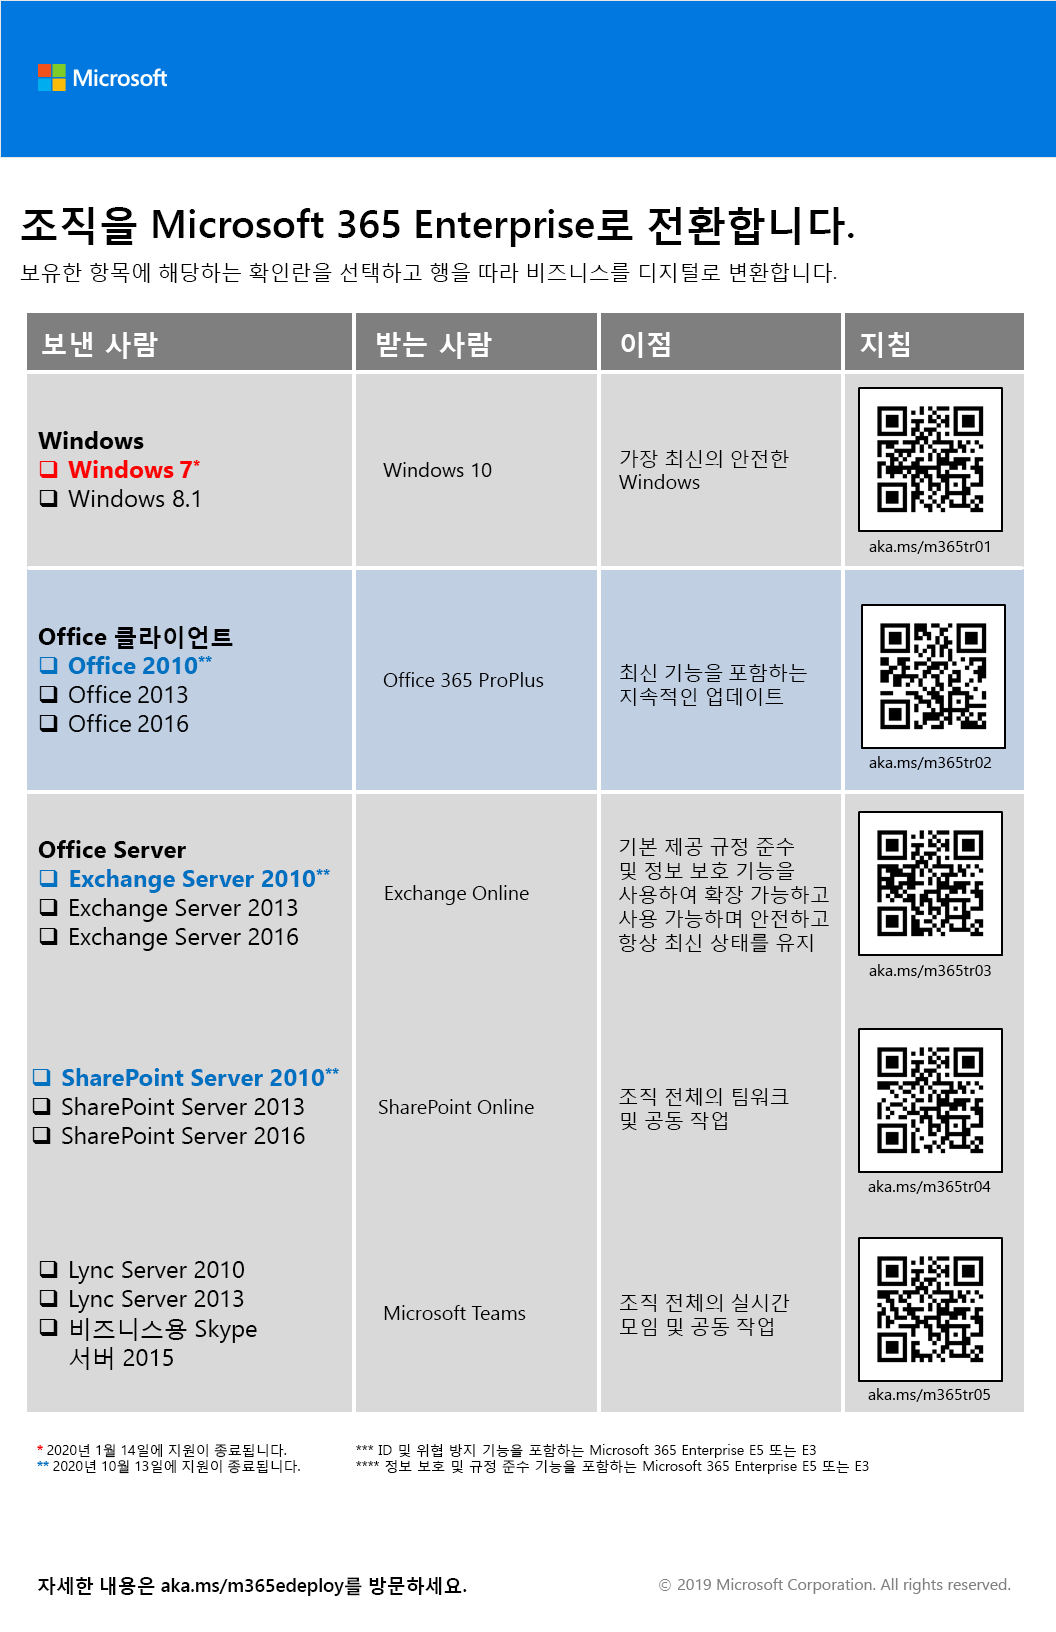 Microsoft
조직을 Microsoft 365 Enterprise로 전환합니다.
보유한 항목에 해당하는 확인란을 선택하고 행을 따라 비즈니스를 디지털로 변환합니다.
보낸 사람
받는 사람
이점
지침
Windows
Windows 7*
Windows 8.1
Windows 10
가장 최신의 안전한
Windows
aka.ms/m365tr01
Office 클라이언트
Office 2010**
Office 2013
Office 2016
Office 365 ProPlus
최신 기능을 포함하는
지속적인 업데이트
aka.ms/m365tr02
Office Server
Exchange Server 2010**
Exchange Server 2013
Exchange Server 2016
Exchange Online
기본 제공 규정 준수
및 정보 보호 기능을
사용하여 확장 가능하고
사용 가능하며 안전하고
항상 최신 상태를 유지
aka.ms/m365tr03
SharePoint Server 2010**
SharePoint Server 2013
SharePoint Server 2016
SharePoint Online
조직 전체의 팀워크
및 공동 작업
aka.ms/m365tr04
Lync Server 2010
Lync Server 2013
비즈니스용 Skype
서버 2015
Microsoft Teams
조직 전체의 실시간
모임 및 공동 작업
aka.ms/m365tr05
* 2020년 1월 14일에 지원이 종료됩니다.
** 2020년 10월 13일에 지원이 종료됩니다.
*** ID 및 위협 방지 기능을 포함하는 Microsoft 365 Enterprise E5 또는 E3
**** 정보 보호 및 규정 준수 기능을 포함하는 Microsoft 365 Enterprise E5 또는 E3
자세한 내용은 aka.ms/m365edeploy를 방문하세요.
© 2019 Microsoft Corporation. All rights reserved.